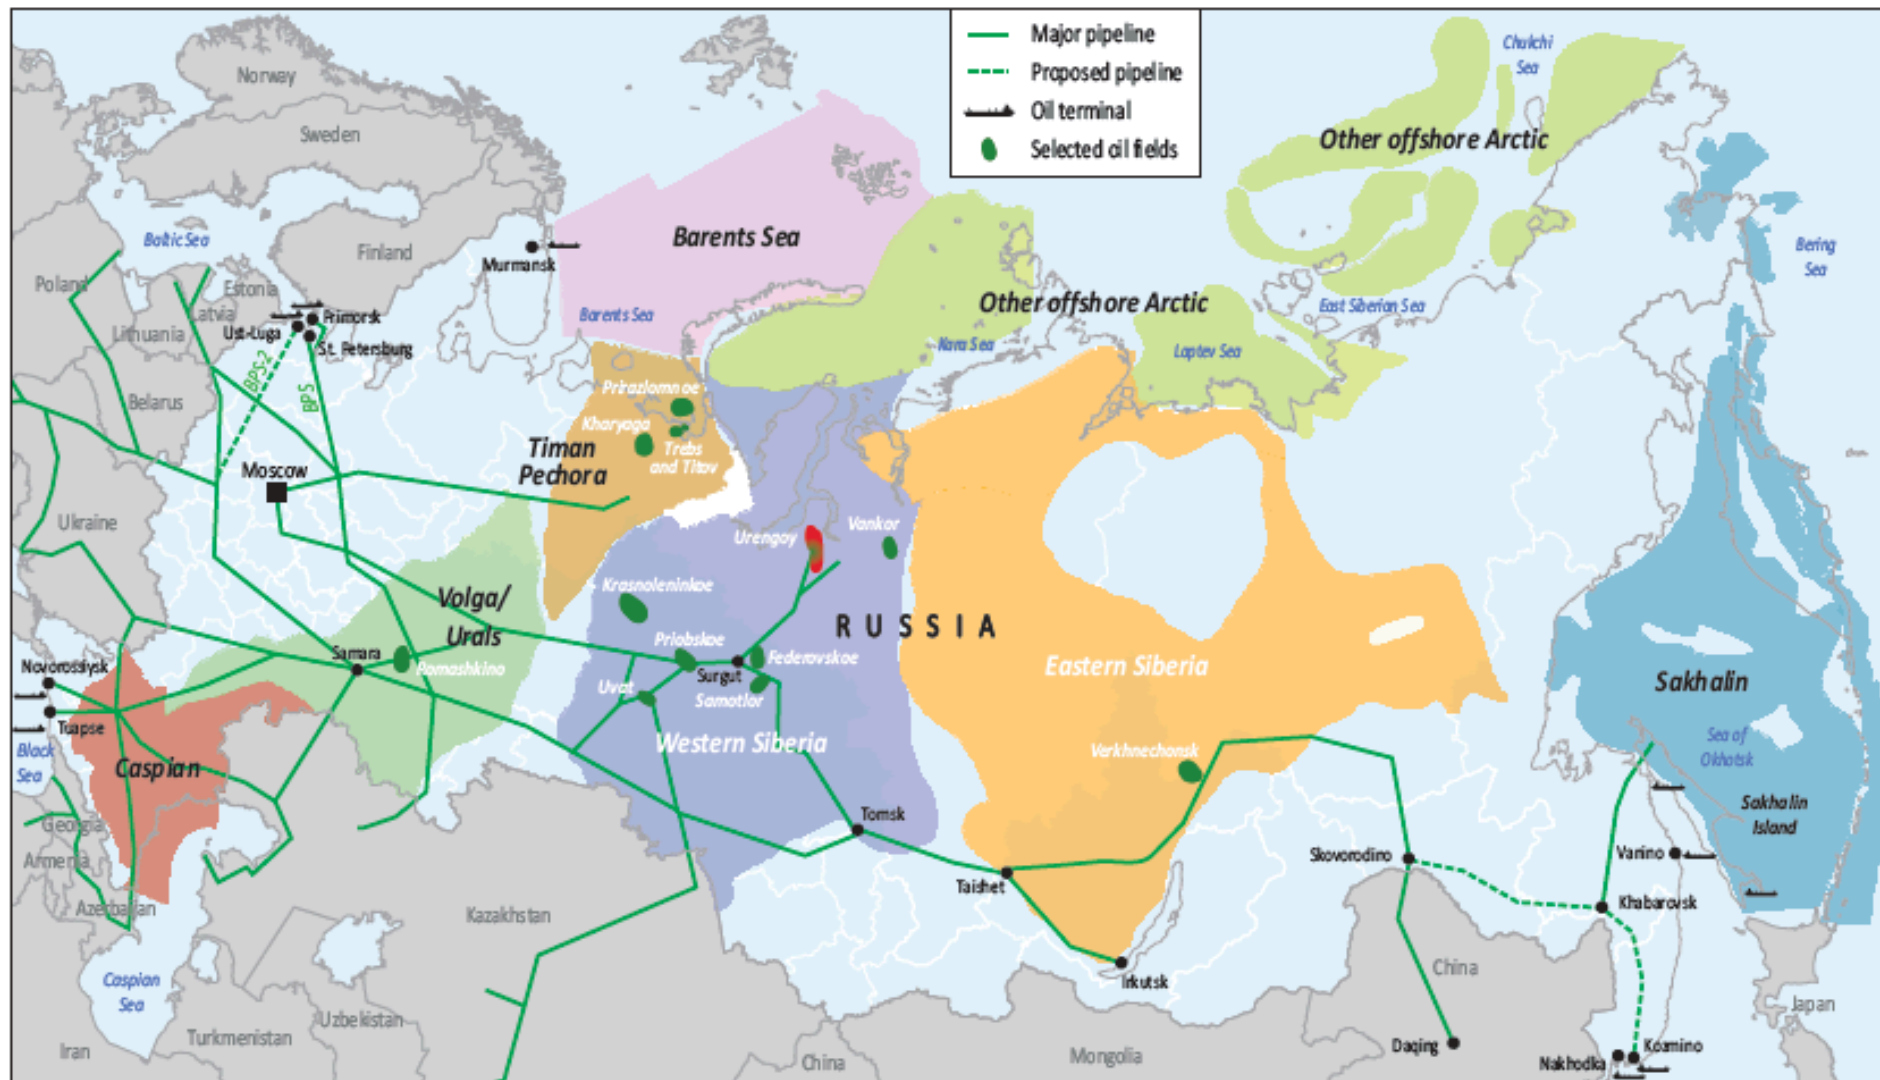 Major pipeline
Proposed pipeline
Oil terminal
Selected oil fields
Norway
Sweden
Finland
Baltic Sea
Poland
Estonia
Latvia
Lithuania
Belarus
Ukraine
Murmansk
Primorsk
Ust-Luga
St. Petersburg
BPS-2
BPS
Moscow
Barents Sea
Barents Sea
Other offshore Arctic
Kara Sea
Laptev Sea
East Siberian Sea
Other offshore Arctic
Chukchi
Sea
Bering
Sea
Prirazlomnoe
Kharyaga
Trebs
and Titov
Timan
Pechora
Urengoy
Vankor
Krasnoleninkoe
RUSSIA
Volga/
Urals
Samara
Romashkino
Priobskoe
Surgut
Federovskoe
Samotlor
Uvat
Western Siberia
Eastern Siberia
Verkhnechonsk
Sakhalin
Sea of
Okhotsk
Sakhalin
Island
Novorossiysk
Tuapse
Black
Sea
Caspian
Georgia
Armenia
Azerbaijan
Caspian
Sea
Iran
Turkmenistan
Uzbekistan
Kazakhstan
Tomsk
Taishet
Irkutsk
Skovorodino
Vanino
Khabarovsk
China
Daqing
Nakhodka
Kozmino
Japan
Mongolia
China